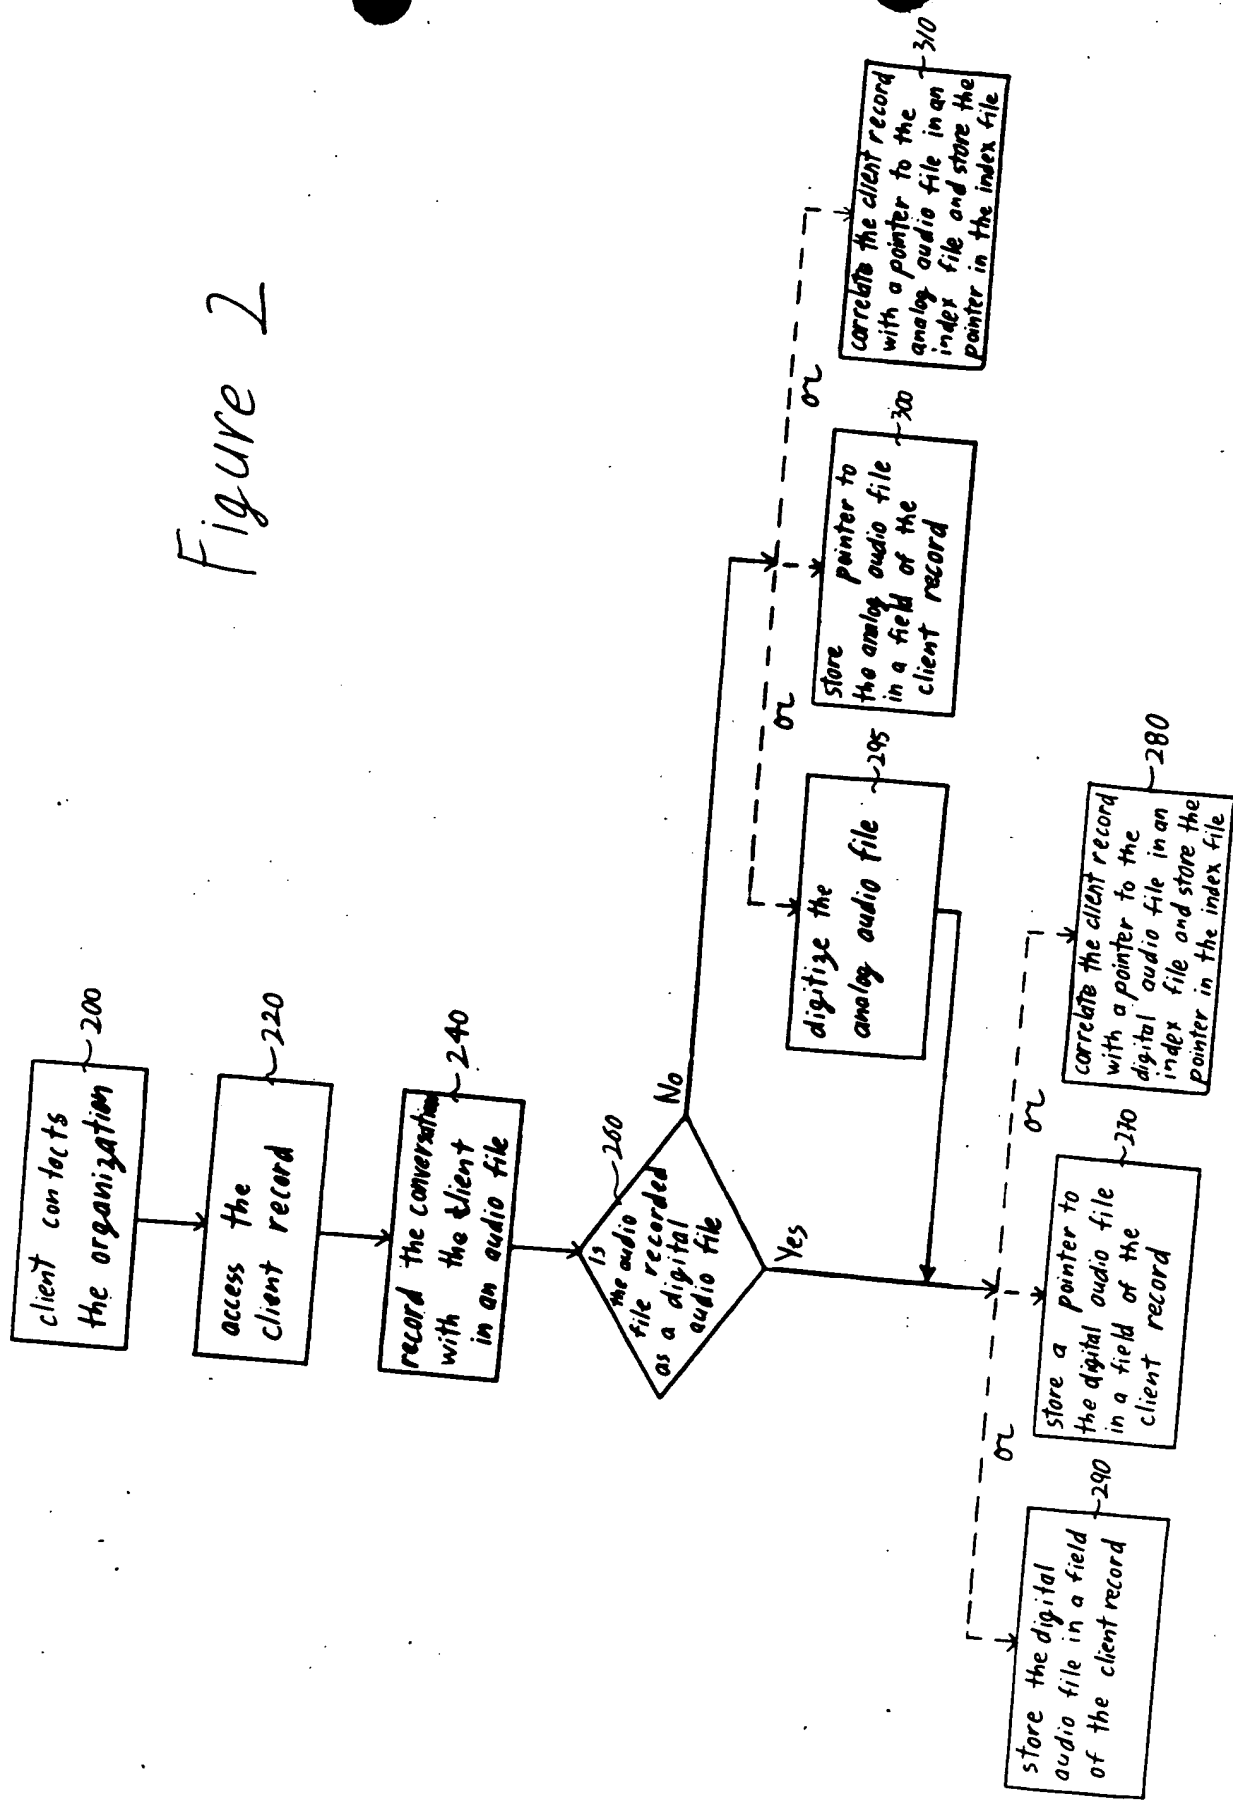 Figure 2
client contacts
the organization
200
access the
client record
220
record the conversation
with the client
in an audio file
240
is
the audio
file recorded
as a digital
audio file
260
No
Yes
or
or
digitize the
analog audio file
295
store pointer to
the analog audio file
in a field of the
client record
300
correlate the client record
with a pointer to the
analog audio file in an
index file and store the
pointer in the index file
310
or
or
store the digital
audio file in a field
of the client record
290
store a pointer to
the digital audio file
in a field of the
client record
270
correlate the client record
with a pointer to the
digital audio file in an
index file and store the
pointer in the index file
280